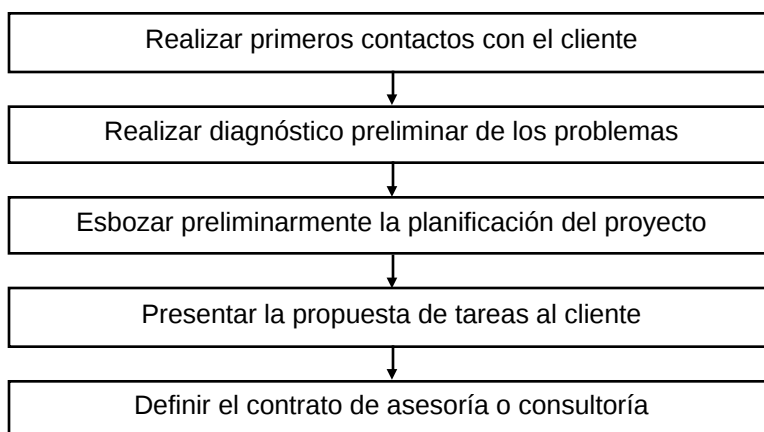 Realizar primeros contactos con el cliente
Realizar diagnóstico preliminar de los problemas
Esbozar preliminarmente la planificación del proyecto
Presentar la propuesta de tareas al cliente
Definir el contrato de asesoría o consultoría